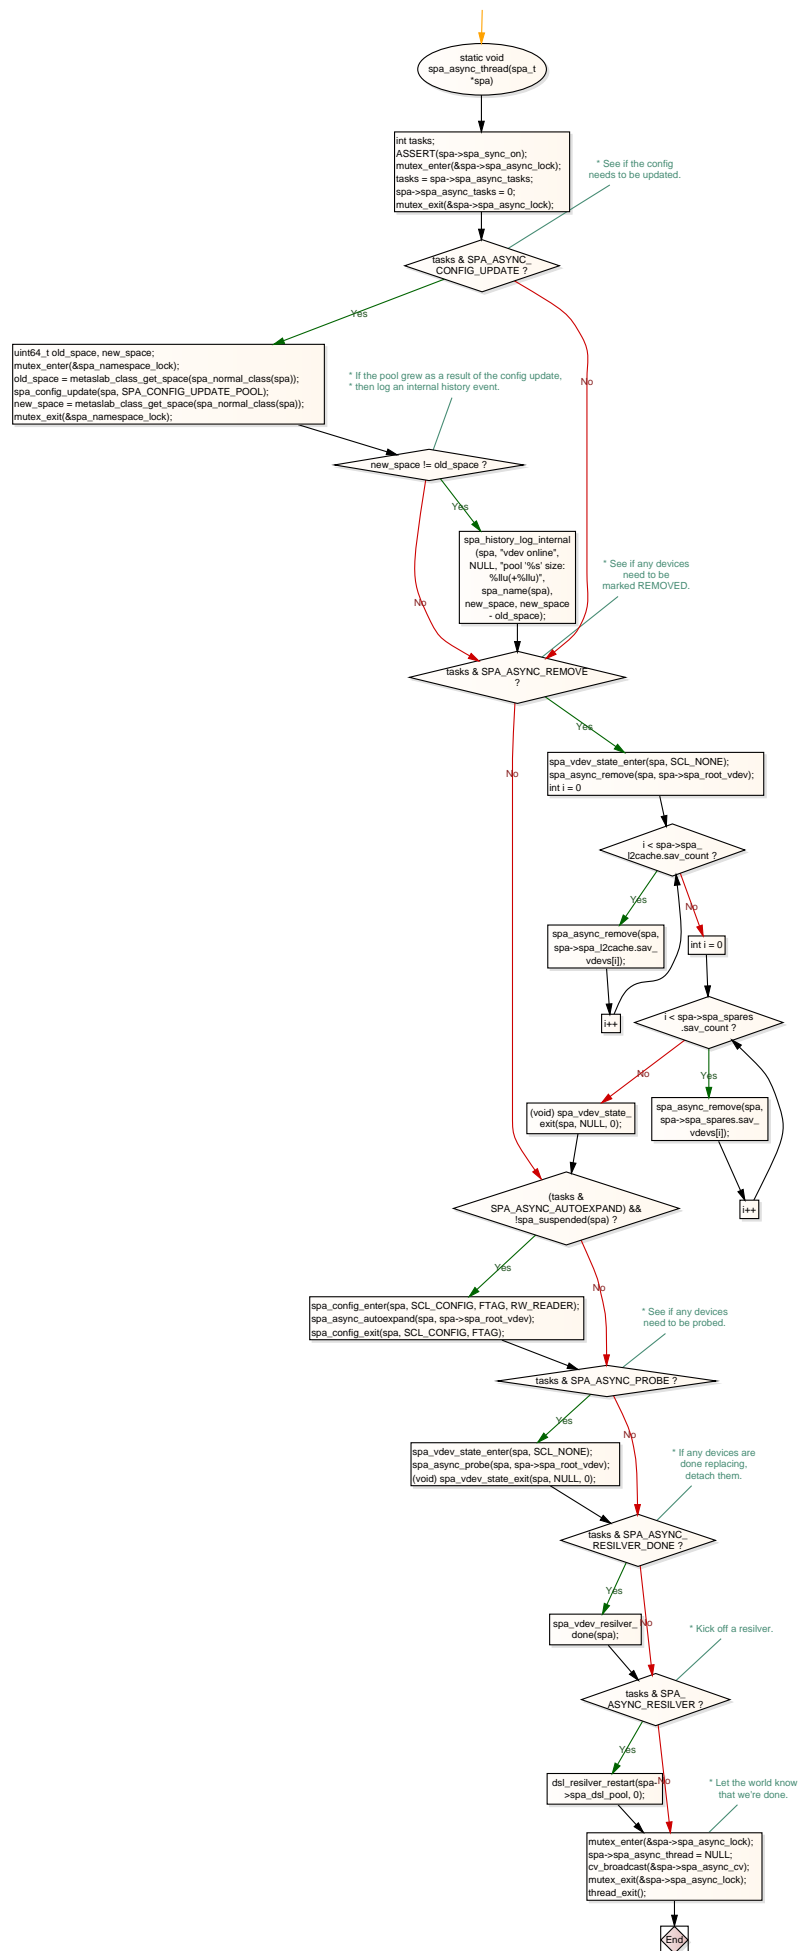 static void
spa_async_thread(spa_t
*spa)
int tasks;
ASSERT(spa->spa_sync_on);
mutex_enter(&spa->spa_async_lock);
tasks = spa->spa_async_tasks;
spa->spa_async_tasks = 0;
mutex_exit(&spa->spa_async_lock);
* See if the config
needs to be updated.
tasks & SPA_ASYNC_
CONFIG_UPDATE ?
Yes
No
uint64_t old_space, new_space;
mutex_enter(&spa_namespace_lock);
old_space = metaslab_class_get_space(spa_normal_class(spa));
spa_config_update(spa, SPA_CONFIG_UPDATE_POOL);
new_space = metaslab_class_get_space(spa_normal_class(spa));
mutex_exit(&spa_namespace_lock);
* If the pool grew as a result of the config update,
* then log an internal history event.
new_space != old_space ?
Yes
No
spa_history_log_internal
(spa, "vdev online",
NULL, "pool '%s' size:
%llu(+%llu)",
spa_name(spa),
new_space, new_space
- old_space);
* See if any devices
need to be
marked REMOVED.
tasks & SPA_ASYNC_REMOVE
?
Yes
No
spa_vdev_state_enter(spa, SCL_NONE);
spa_async_remove(spa, spa->spa_root_vdev);
int i = 0
i < spa->spa_
l2cache.sav_count ?
Yes
No
spa_async_remove(spa,
spa->spa_l2cache.sav_
vdevs[i]);
i++
int i = 0
i < spa->spa_spares
.sav_count ?
No
Yes
(void) spa_vdev_state_
exit(spa, NULL, 0);
spa_async_remove(spa,
spa->spa_spares.sav_
vdevs[i]);
i++
(tasks &
SPA_ASYNC_AUTOEXPAND) &&
!spa_suspended(spa) ?
Yes
No
spa_config_enter(spa, SCL_CONFIG, FTAG, RW_READER);
spa_async_autoexpand(spa, spa->spa_root_vdev);
spa_config_exit(spa, SCL_CONFIG, FTAG);
* See if any devices
need to be probed.
tasks & SPA_ASYNC_PROBE ?
Yes
No
spa_vdev_state_enter(spa, SCL_NONE);
spa_async_probe(spa, spa->spa_root_vdev);
(void) spa_vdev_state_exit(spa, NULL, 0);
* If any devices are
done replacing,
detach them.
tasks & SPA_ASYNC_
RESILVER_DONE ?
Yes
No
spa_vdev_resilver_
done(spa);
* Kick off a resilver.
tasks & SPA_
ASYNC_RESILVER ?
Yes
No
dsl_resilver_restart(spa-
>spa_dsl_pool, 0);
* Let the world know
that we're done.
mutex_enter(&spa->spa_async_lock);
spa->spa_async_thread = NULL;
cv_broadcast(&spa->spa_async_cv);
mutex_exit(&spa->spa_async_lock);
thread_exit();
End